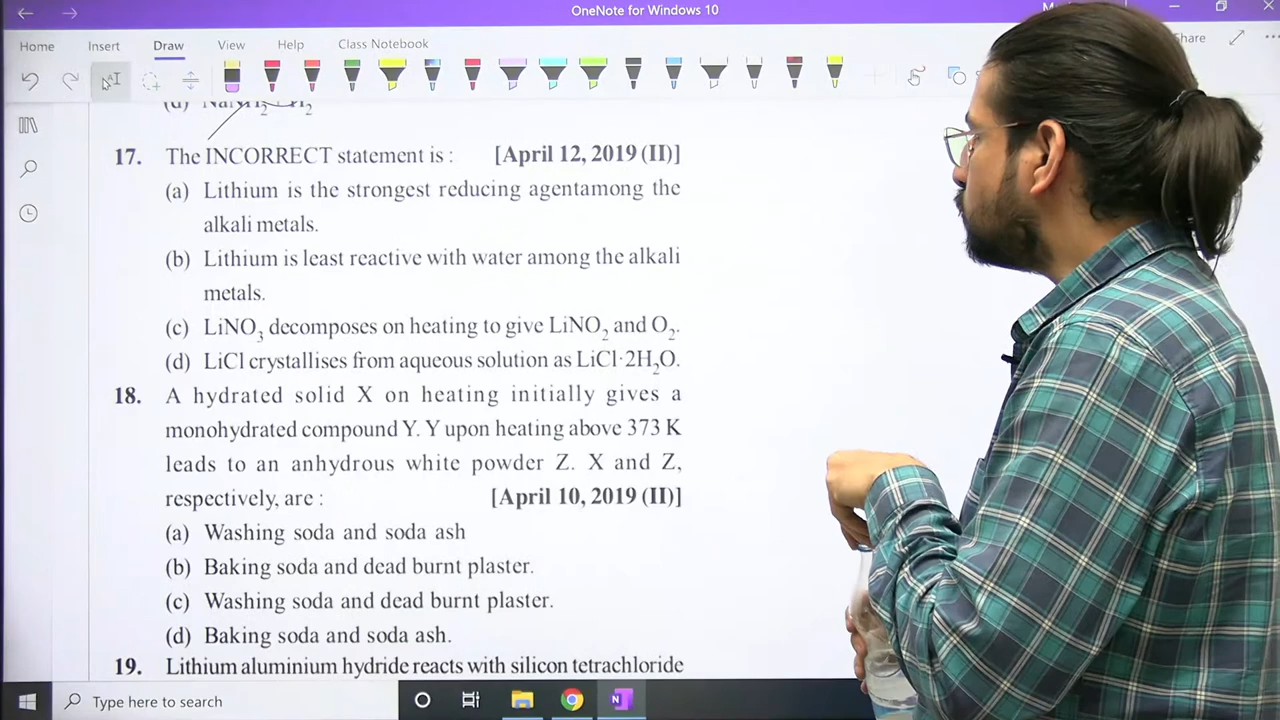 OneNote for Windows 10
Home Insert Draw View Help Class Notebook Share
17. The INCORRECT statement is : [April 12, 2019 (II)]
(a) Lithium is the strongest reducing agentamong the
alkali metals.
(b) Lithium is least reactive with water among the alkali
metals.
(c) LiNO₃ decomposes on heating to give LiNO₂ and O₂.
(d) LiCl crystallises from aqueous solution as LiCl·2H₂O.
18. A hydrated solid X on heating initially gives a
monohydrated compound Y. Y upon heating above 373 K
leads to an anhydrous white powder Z. X and Z,
respectively, are : [April 10, 2019 (II)]
(a) Washing soda and soda ash
(b) Baking soda and dead burnt plaster.
(c) Washing soda and dead burnt plaster.
(d) Baking soda and soda ash.
19. Lithium aluminium hydride reacts with silicon tetrachloride
Type here to search